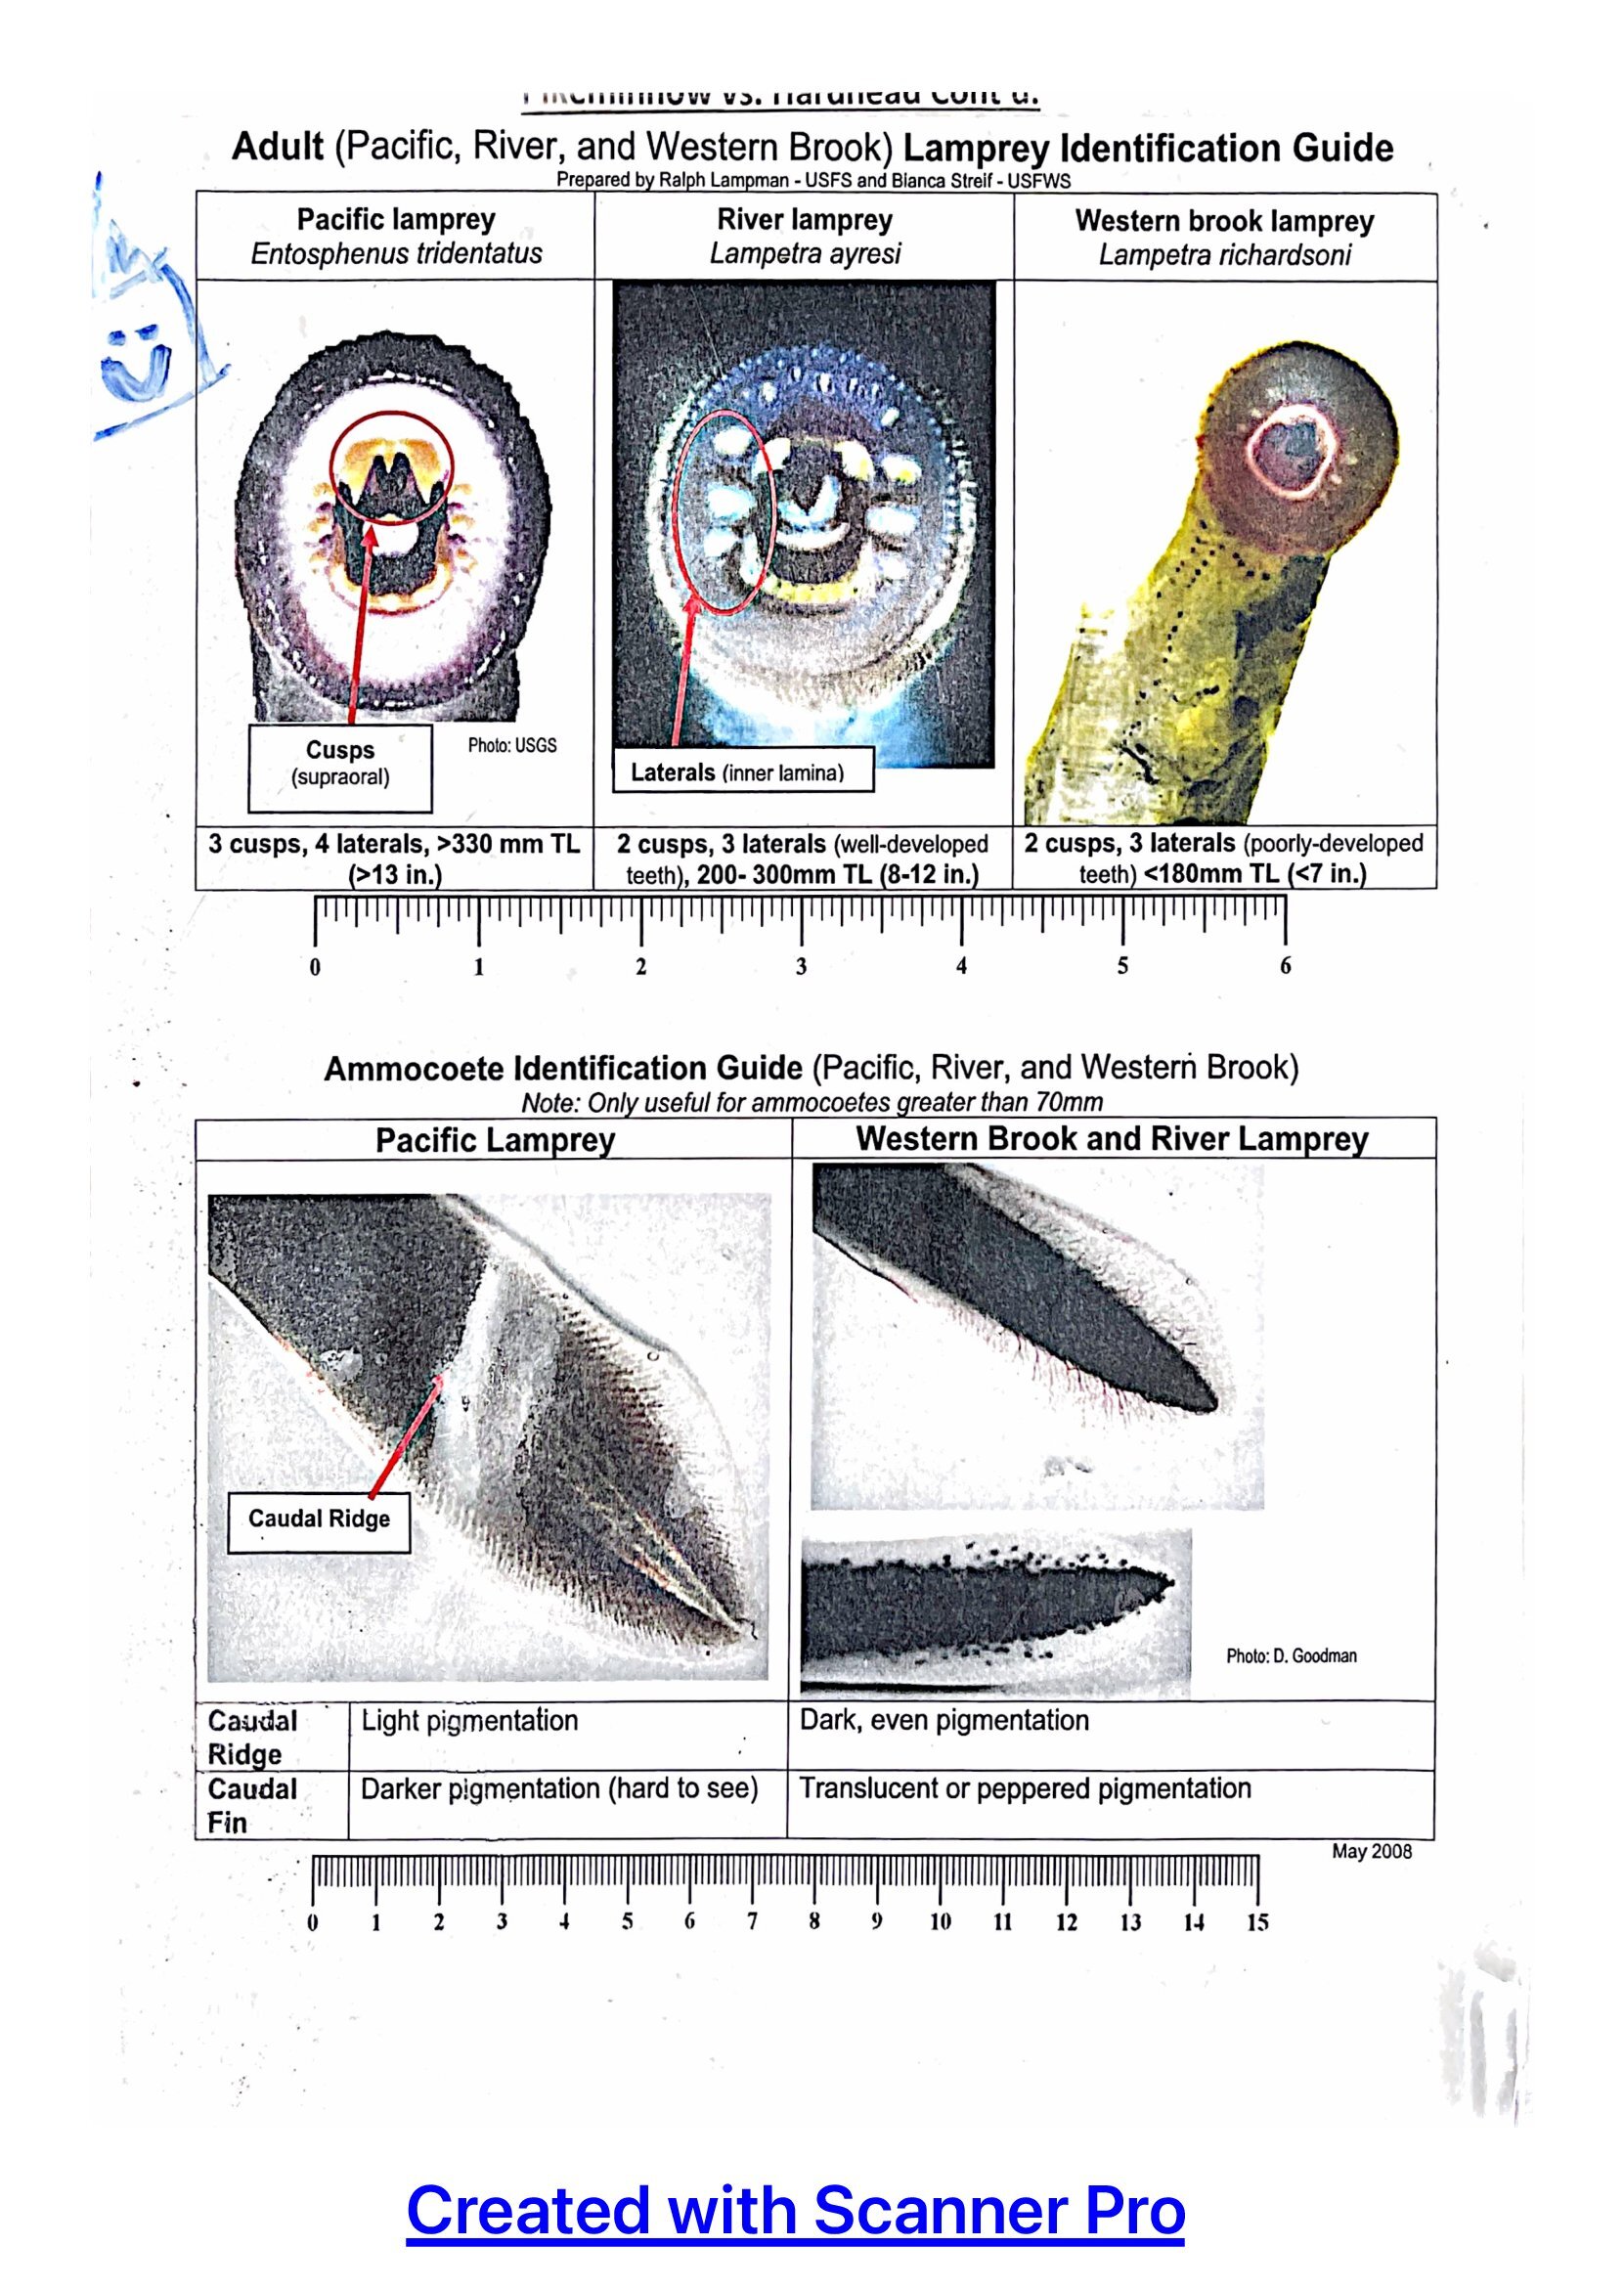 Pikeminnow vs. Hardhead Cont'd.
Adult (Pacific, River, and Western Brook) Lamprey Identification Guide
Prepared by Ralph Lampman - USFS and Bianca Streif - USFWS
Pacific lamprey
Entosphenus tridentatus
River lamprey
Lampetra ayresi
Western brook lamprey
Lampetra richardsoni
Cusps
(supraoral)
Photo: USGS
Laterals (inner lamina)
3 cusps, 4 laterals, >330 mm TL
(>13 in.)
2 cusps, 3 laterals (well-developed
teeth), 200- 300mm TL (8-12 in.)
2 cusps, 3 laterals (poorly-developed
teeth) <180mm TL (<7 in.)
0 1 2 3 4 5 6
Ammocoete Identification Guide (Pacific, River, and Western Brook)
Note: Only useful for ammocoetes greater than 70mm
Pacific Lamprey
Western Brook and River Lamprey
Caudal Ridge
Photo: D. Goodman
Caudal
Ridge
Light pigmentation
Dark, even pigmentation
Caudal
Fin
Darker pigmentation (hard to see)
Translucent or peppered pigmentation
May 2008
0 1 2 3 4 5 6 7 8 9 10 11 12 13 14 15
Created with Scanner Pro